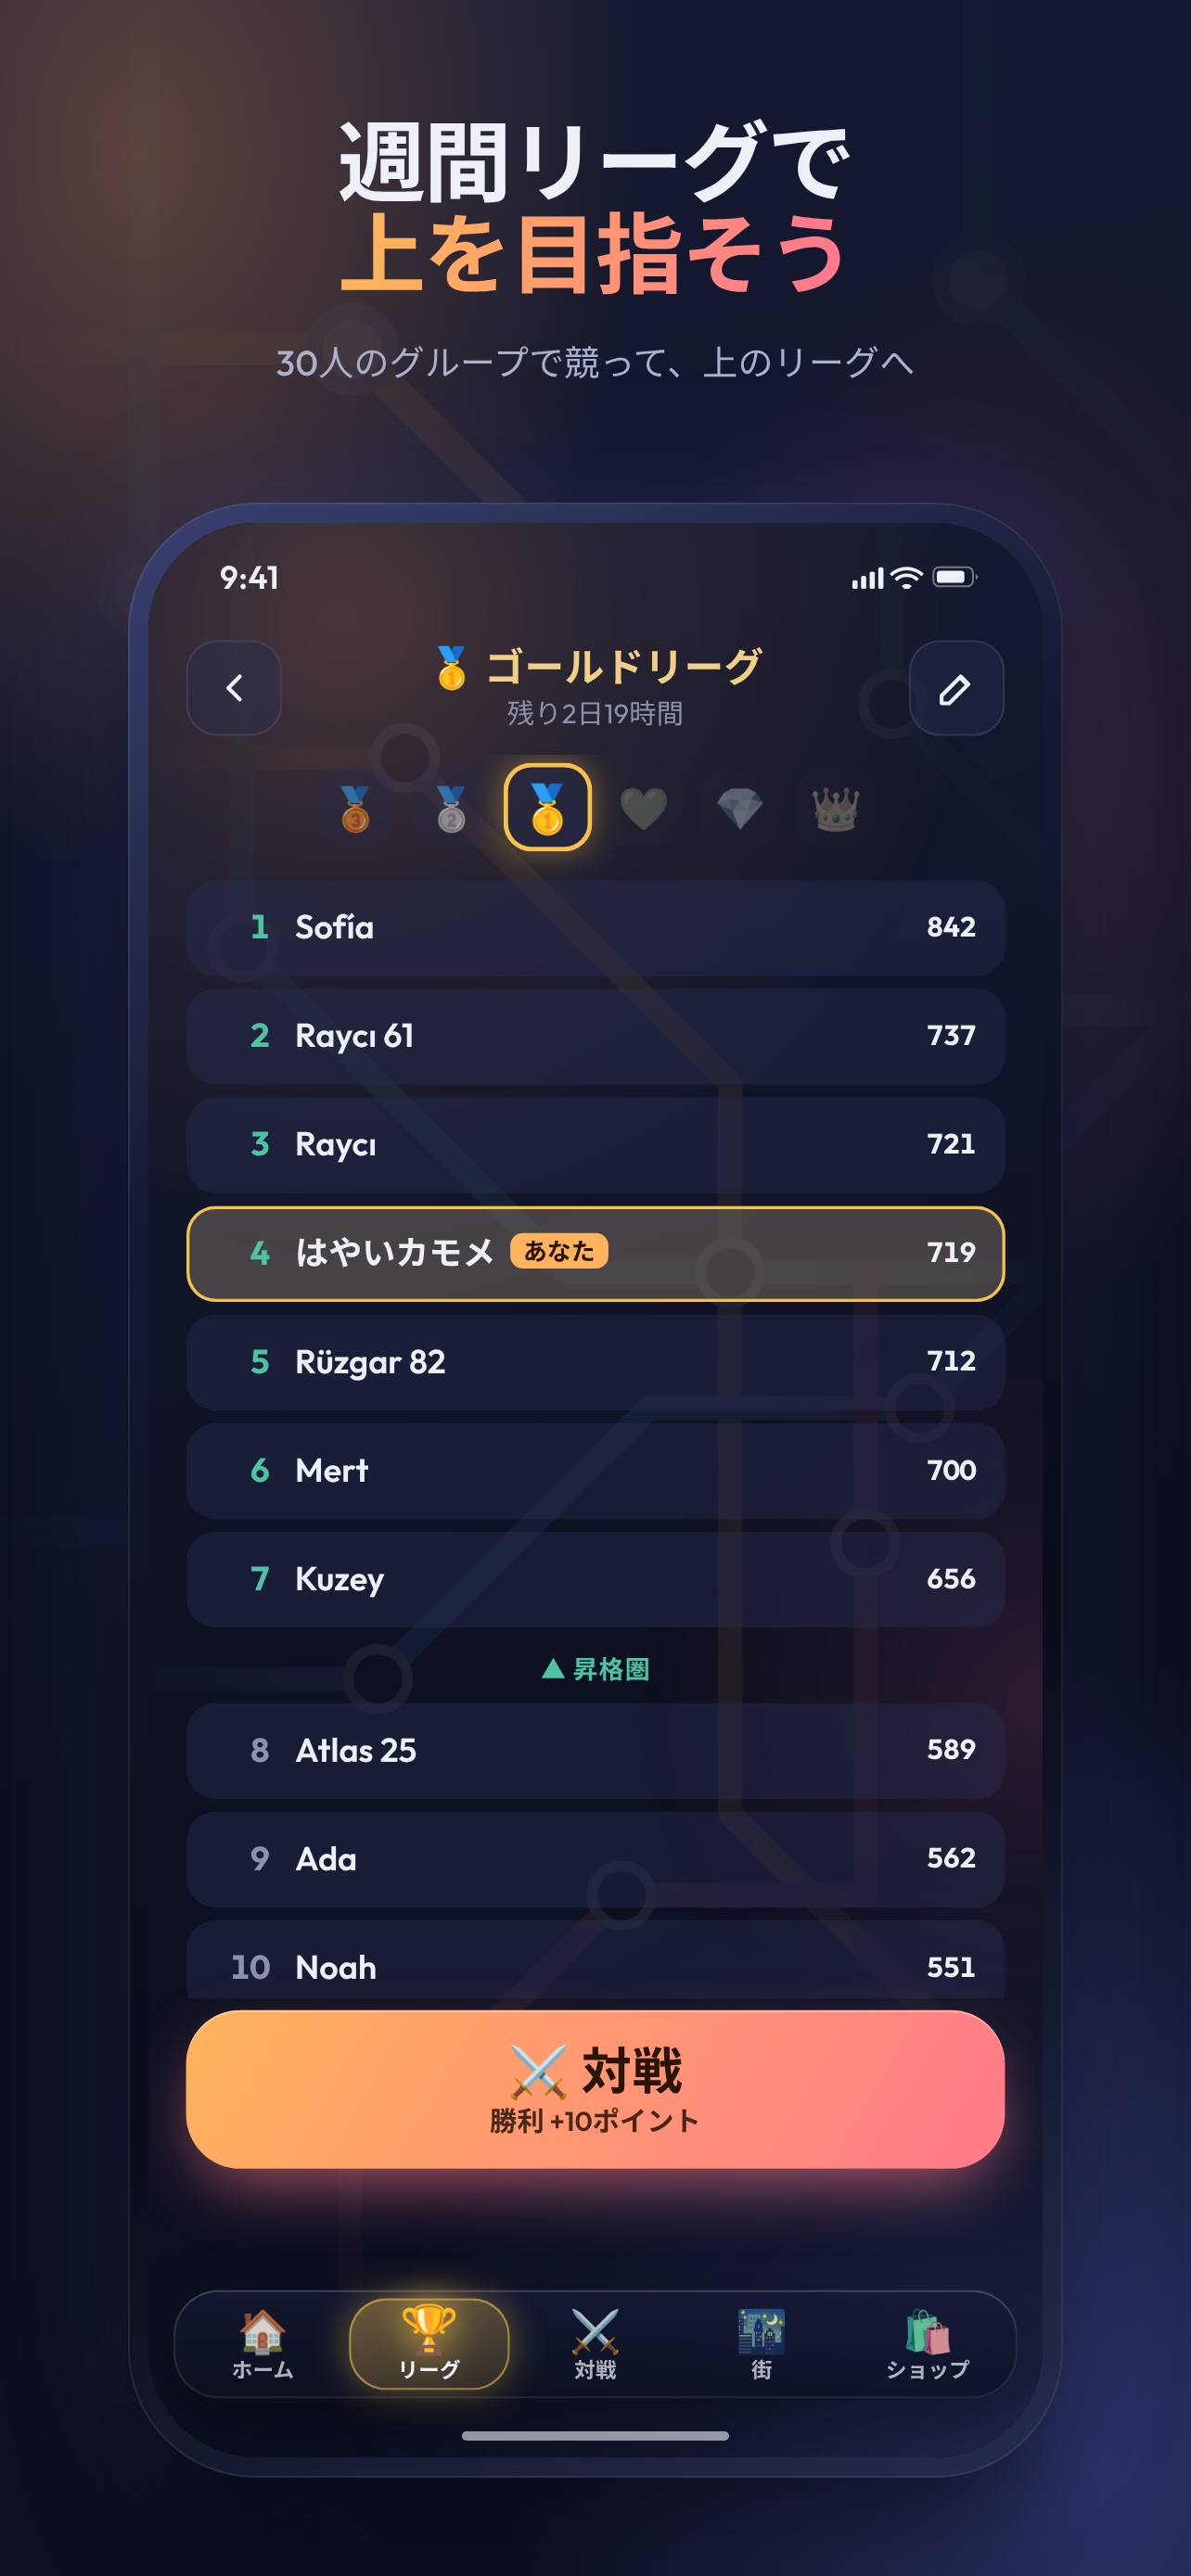 週間リーグで
上を目指そう
30人のグループで競って、上のリーグへ
9:41
🥇 ゴールドリーグ
残り2日19時間
1 Sofía 842
2 Raycı 61 737
3 Raycı 721
4 はやいカモメ あなた 719
5 Rüzgar 82 712
6 Mert 700
7 Kuzey 656
▲ 昇格圏
8 Atlas 25 589
9 Ada 562
10 Noah 551
⚔️ 対戦
勝利 +10ポイント
ホーム リーグ 対戦 街 ショップ